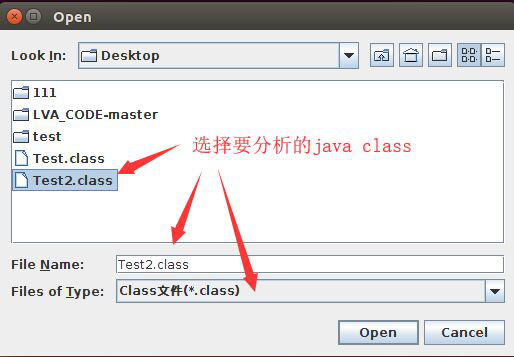 Open
Look In:
Desktop
111
LVA_CODE-master
test
Test.class
Test2.class
选择要分析的java class
File Name:
Test2.class
Files of Type:
Class文件(*.class)
Open
Cancel